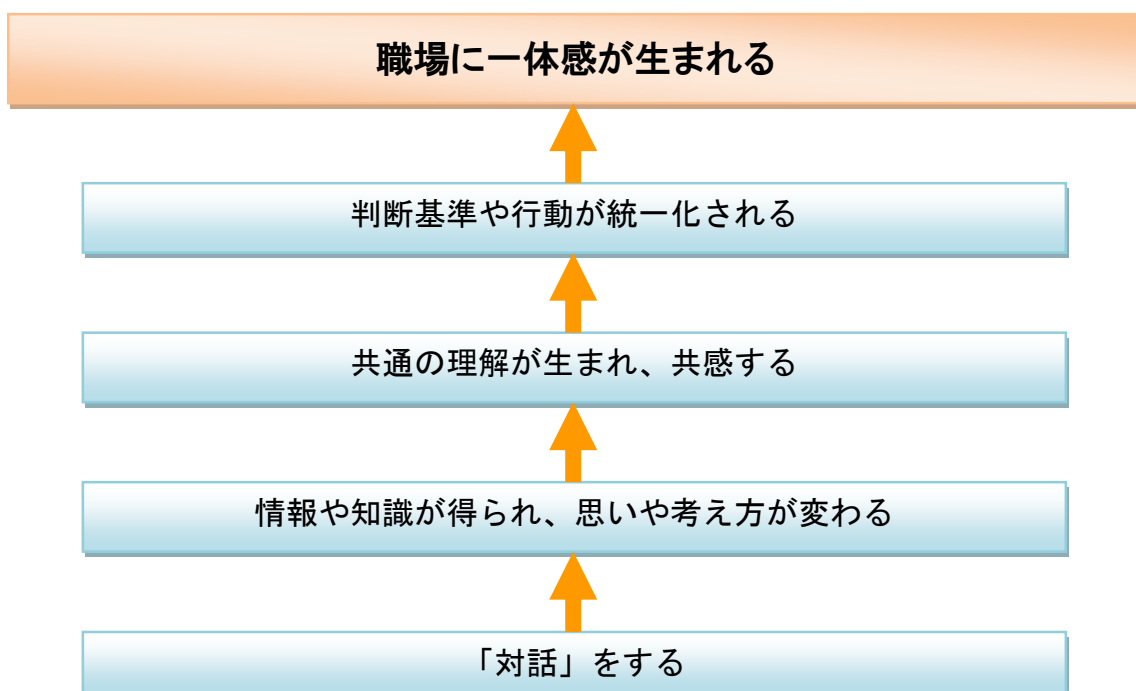 職場に一体感が生まれる
判断基準や行動が統一化される
共通の理解が生まれ、共感する
情報や知識が得られ、思いや考え方が変わる
「対話」をする